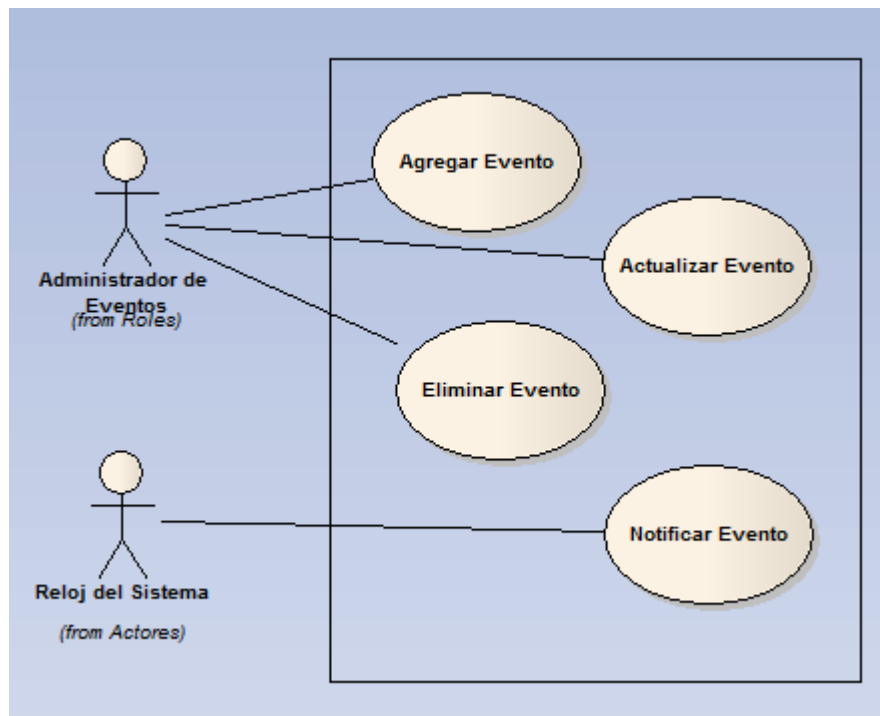 Agregar Evento
Actualizar Evento
Administrador de
Eventos
(from Roles)
Eliminar Evento
Notificar Evento
Reloj del Sistema
(from Actores)